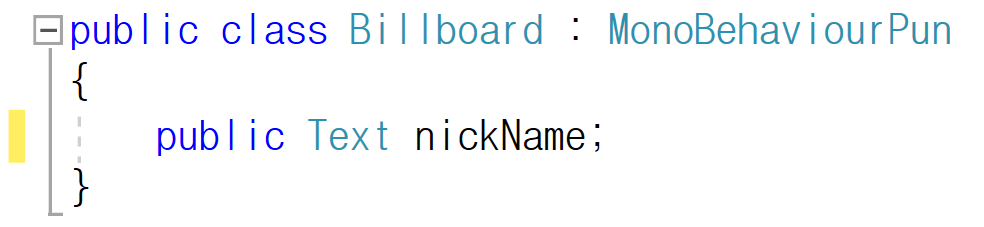 public class Billboard : MonoBehaviourPun
{
public Text nickName;
}